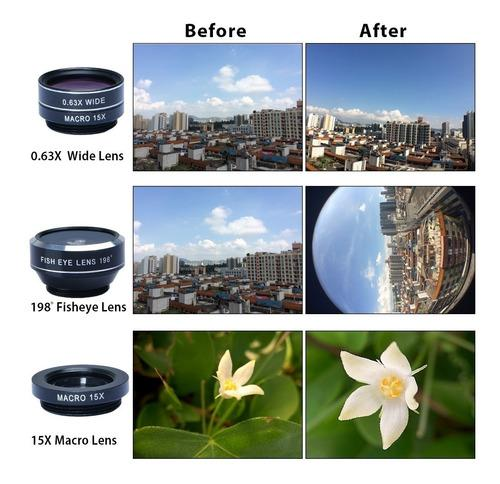 Before After
0.63X WIDE
MACRO 15X
0.63X Wide Lens
FISH EYE LENS 198°
198° Fisheye Lens
MACRO 15X
15X Macro Lens